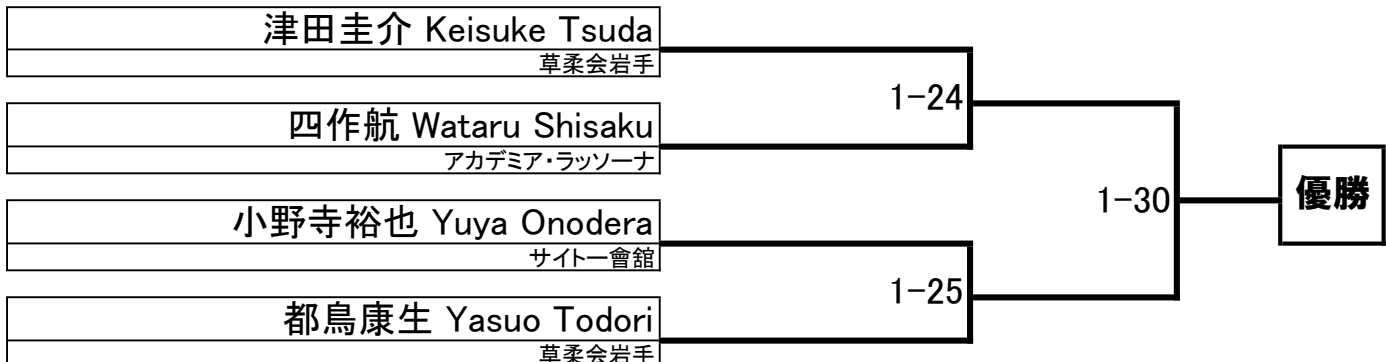 津田圭介 Keisuke Tsuda
草柔会岩手
四作航 Wataru Shisaku
アカデミア・ラッソーナ
小野寺裕也 Yuya Onodera
サイトー會舘
都鳥康生 Yasuo Todori
草柔会岩手
1-24
1-25
1-30
優勝